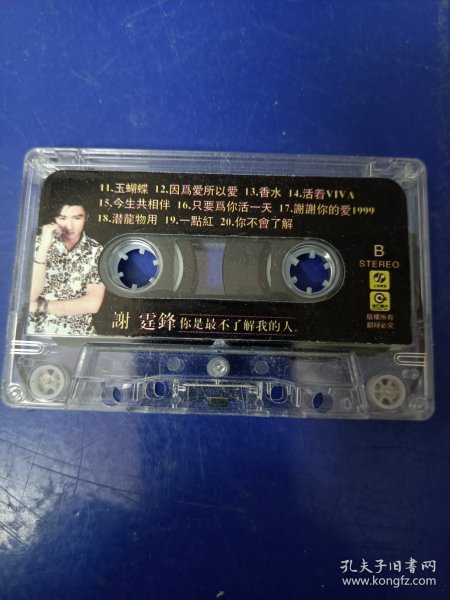 11.玉蝴蝶 12.因爲愛所以愛 13.香水 14.活着VIVA
15.今生共相伴 16.只要爲你活一天 17.謝謝你的愛1999
18.潜龍物用 19.一點紅 20.你不會了解
B
STEREO
版權所有
翻録必究
謝霆鋒 你是最不了解我的人。
孔夫子旧书网
www.kongfz.com